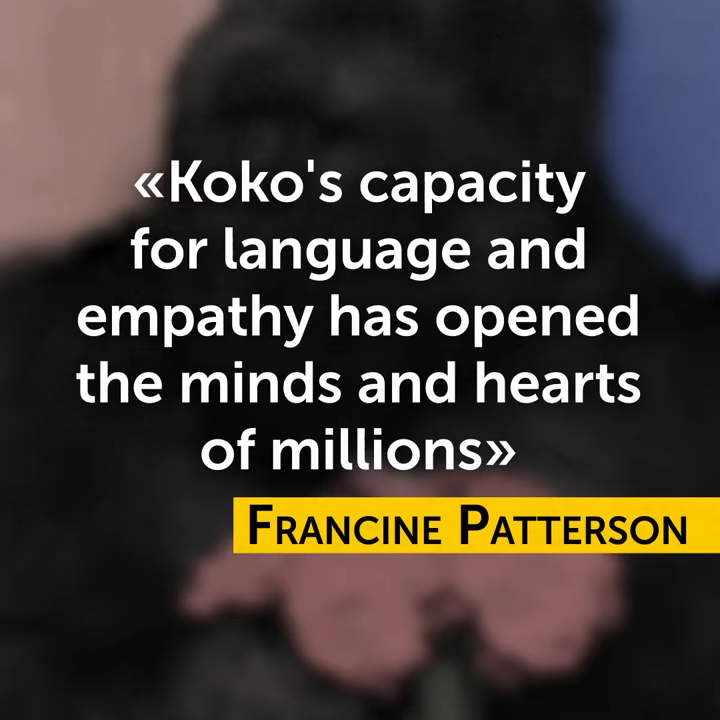 «Koko's capacity
for language and
empathy has opened
the minds and hearts
of millions»
Francine Patterson